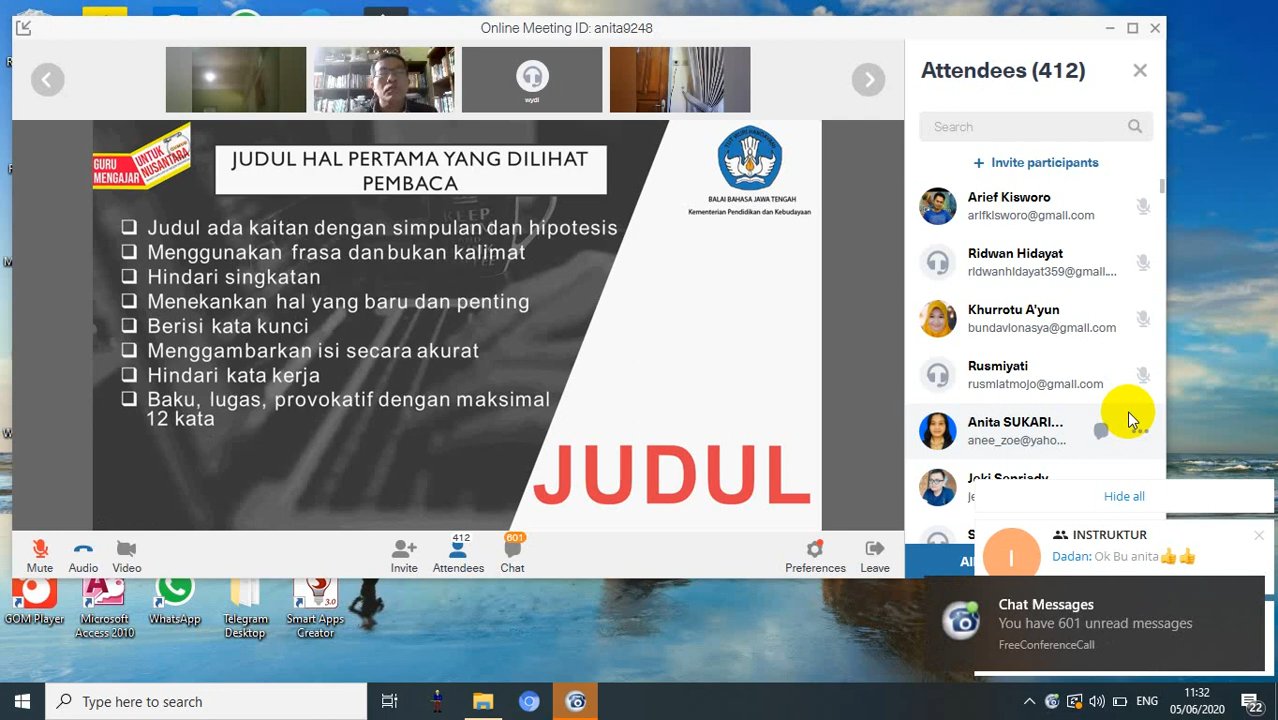 Online Meeting ID: anita9248
wydi
GURU
MENGAJAR
UNTUK
NUSANTARA
JUDUL HAL PERTAMA YANG DILIHAT
PEMBACA
BALAI BAHASA JAWA TENGAH
Kementerian Pendidikan dan Kebudayaan
❑ Judul ada kaitan dengan simpulan dan hipotesis
❑ Menggunakan frasa dan bukan kalimat
❑ Hindari singkatan
❑ Menekankan hal yang baru dan penting
❑ Berisi kata kunci
❑ Menggambarkan isi secara akurat
❑ Hindari kata kerja
❑ Baku, lugas, provokatif dengan maksimal
12 kata
JUDUL
Attendees (412)
Search
+ Invite participants
Arief Kisworo
arifkisworo@gmail.com
Ridwan Hidayat
ridwanhidayat359@gmail....
Khurrotu A'yun
bundavionasya@gmail.com
Rusmiyati
rusmiatmojo@gmail.com
Anita SUKARI...
anee_zoe@yaho...
Hide all
INSTRUKTUR
I
Dadan: Ok Bu anita👍👍
Chat Messages
You have 601 unread messages
FreeConferenceCall
412
601
Mute
Audio
Video
Invite
Attendees
Chat
Preferences
Leave
GOM Player
Microsoft
Access 2010
WhatsApp
Telegram
Desktop
Smart Apps
Creator
3.0
Type here to search
ENG
11:32
05/06/2020
22